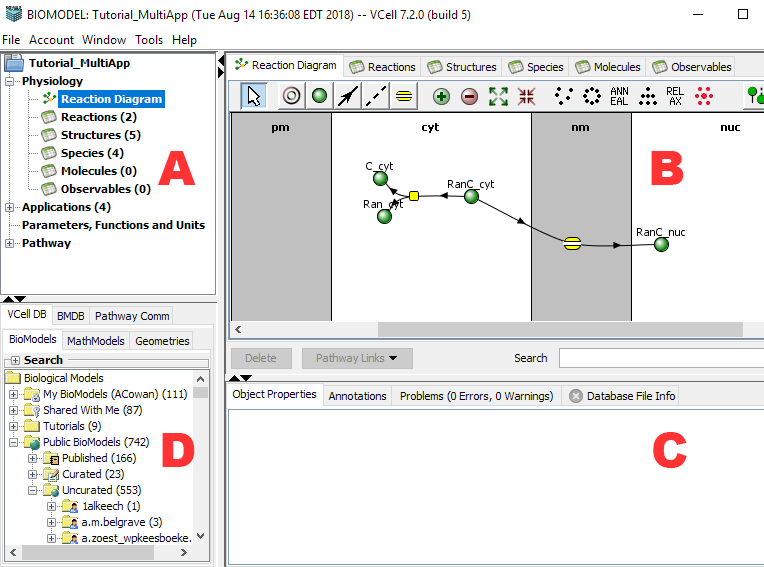 BIOMODEL: Tutorial_MultiApp (Tue Aug 14 16:36:08 EDT 2018) -- VCell 7.2.0 (build 5)
File Account Window Tools Help
Tutorial_MultiApp
Physiology
Reaction Diagram
Reactions (2)
Structures (5)
Species (4)
Molecules (0)
Observables (0)
Applications (4)
Parameters, Functions and Units
Pathway
A
Reaction Diagram Reactions Structures Species Molecules Observables
ANN EAL
REL AX
pm cyt nm nuc
C_cyt
RanC_cyt
Ran_cyt
RanC_nuc
B
Delete Pathway Links Search
VCell DB BMDB Pathway Comm
BioModels MathModels Geometries
Search
Biological Models
My BioModels (ACowan) (111)
Shared With Me (87)
Tutorials (9)
Public BioModels (742)
Published (166)
Curated (23)
Uncurated (553)
1alkeech (1)
a.m.belgrave (3)
a.zoest_wpkeesboeke.
D
Object Properties Annotations Problems (0 Errors, 0 Warnings) Database File Info
C